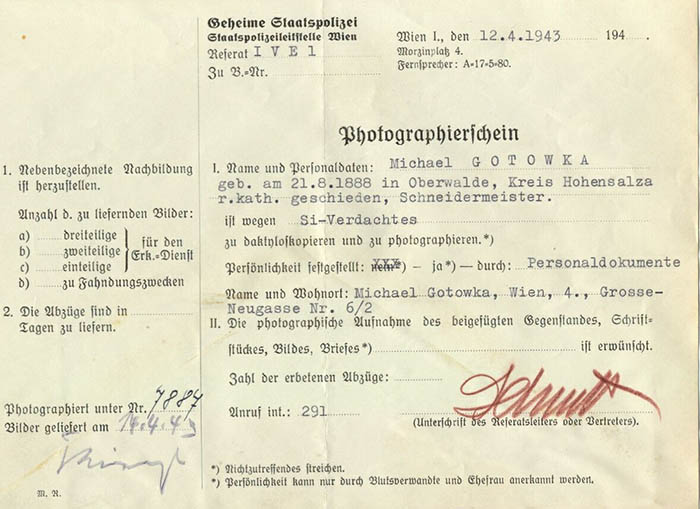 Geheime Staatspolizei
Staatspolizeileitstelle Wien
Referat I V E 1
Zu B.=Nr.
Wien I., den 12.4.1943 194
Morzinplatz 4.
Fernsprecher: A=17=5=80.
Photographierschein
1. Nebenbezeichnete Nachbildung
ist herzustellen.
Anzahl d. zu liefernden Bilder:
a) dreiteilige
b) zweiteilige
c) einteilige
für den
Erk.=Dienst
d) zu Fahndungszwecken
2. Die Abzüge sind in
Tagen zu liefern.
Photographiert unter Nr. 7887
Bilder geliefert am 14.4.43
M. R.
I. Name und Personaldaten: Michael G O T O W K A
geb. am 21.8.1888 in Oberwalde, Kreis Hohensalza
r.kath. geschieden, Schneidermeister.
ist wegen Si-Verdachtes
zu daktyloskopieren und zu photographieren.*)
Persönlichkeit festgestellt: nein*) — ja*) — durch: Personaldokumente
Name und Wohnort: Michael Gotowka, Wien, 4., Grosse-
Neugasse Nr. 6/2
II. Die photographische Aufnahme des beigefügten Gegenstandes, Schrift=
stückes, Bildes, Briefes*) ist erwünscht.
Zahl der erbetenen Abzüge:
Anruf int.: 291
(Unterschrift des Referatsleiters oder Vertreters).
*) Nichtzutreffendes streichen.
*) Persönlichkeit kann nur durch Blutsverwandte und Ehefrau anerkannt werden.